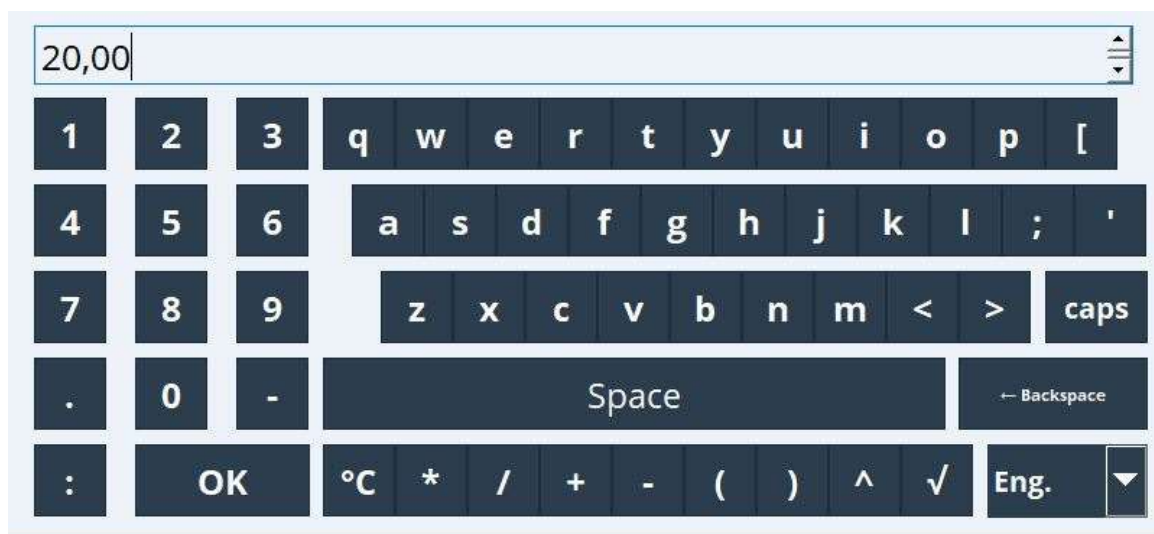 20,00
1 2 3 q w e r t y u i o p [
4 5 6 a s d f g h j k l ; '
7 8 9 z x c v b n m < > caps
. 0 - Space ← Backspace
: OK °C * / + - ( ) ^ √ Eng.